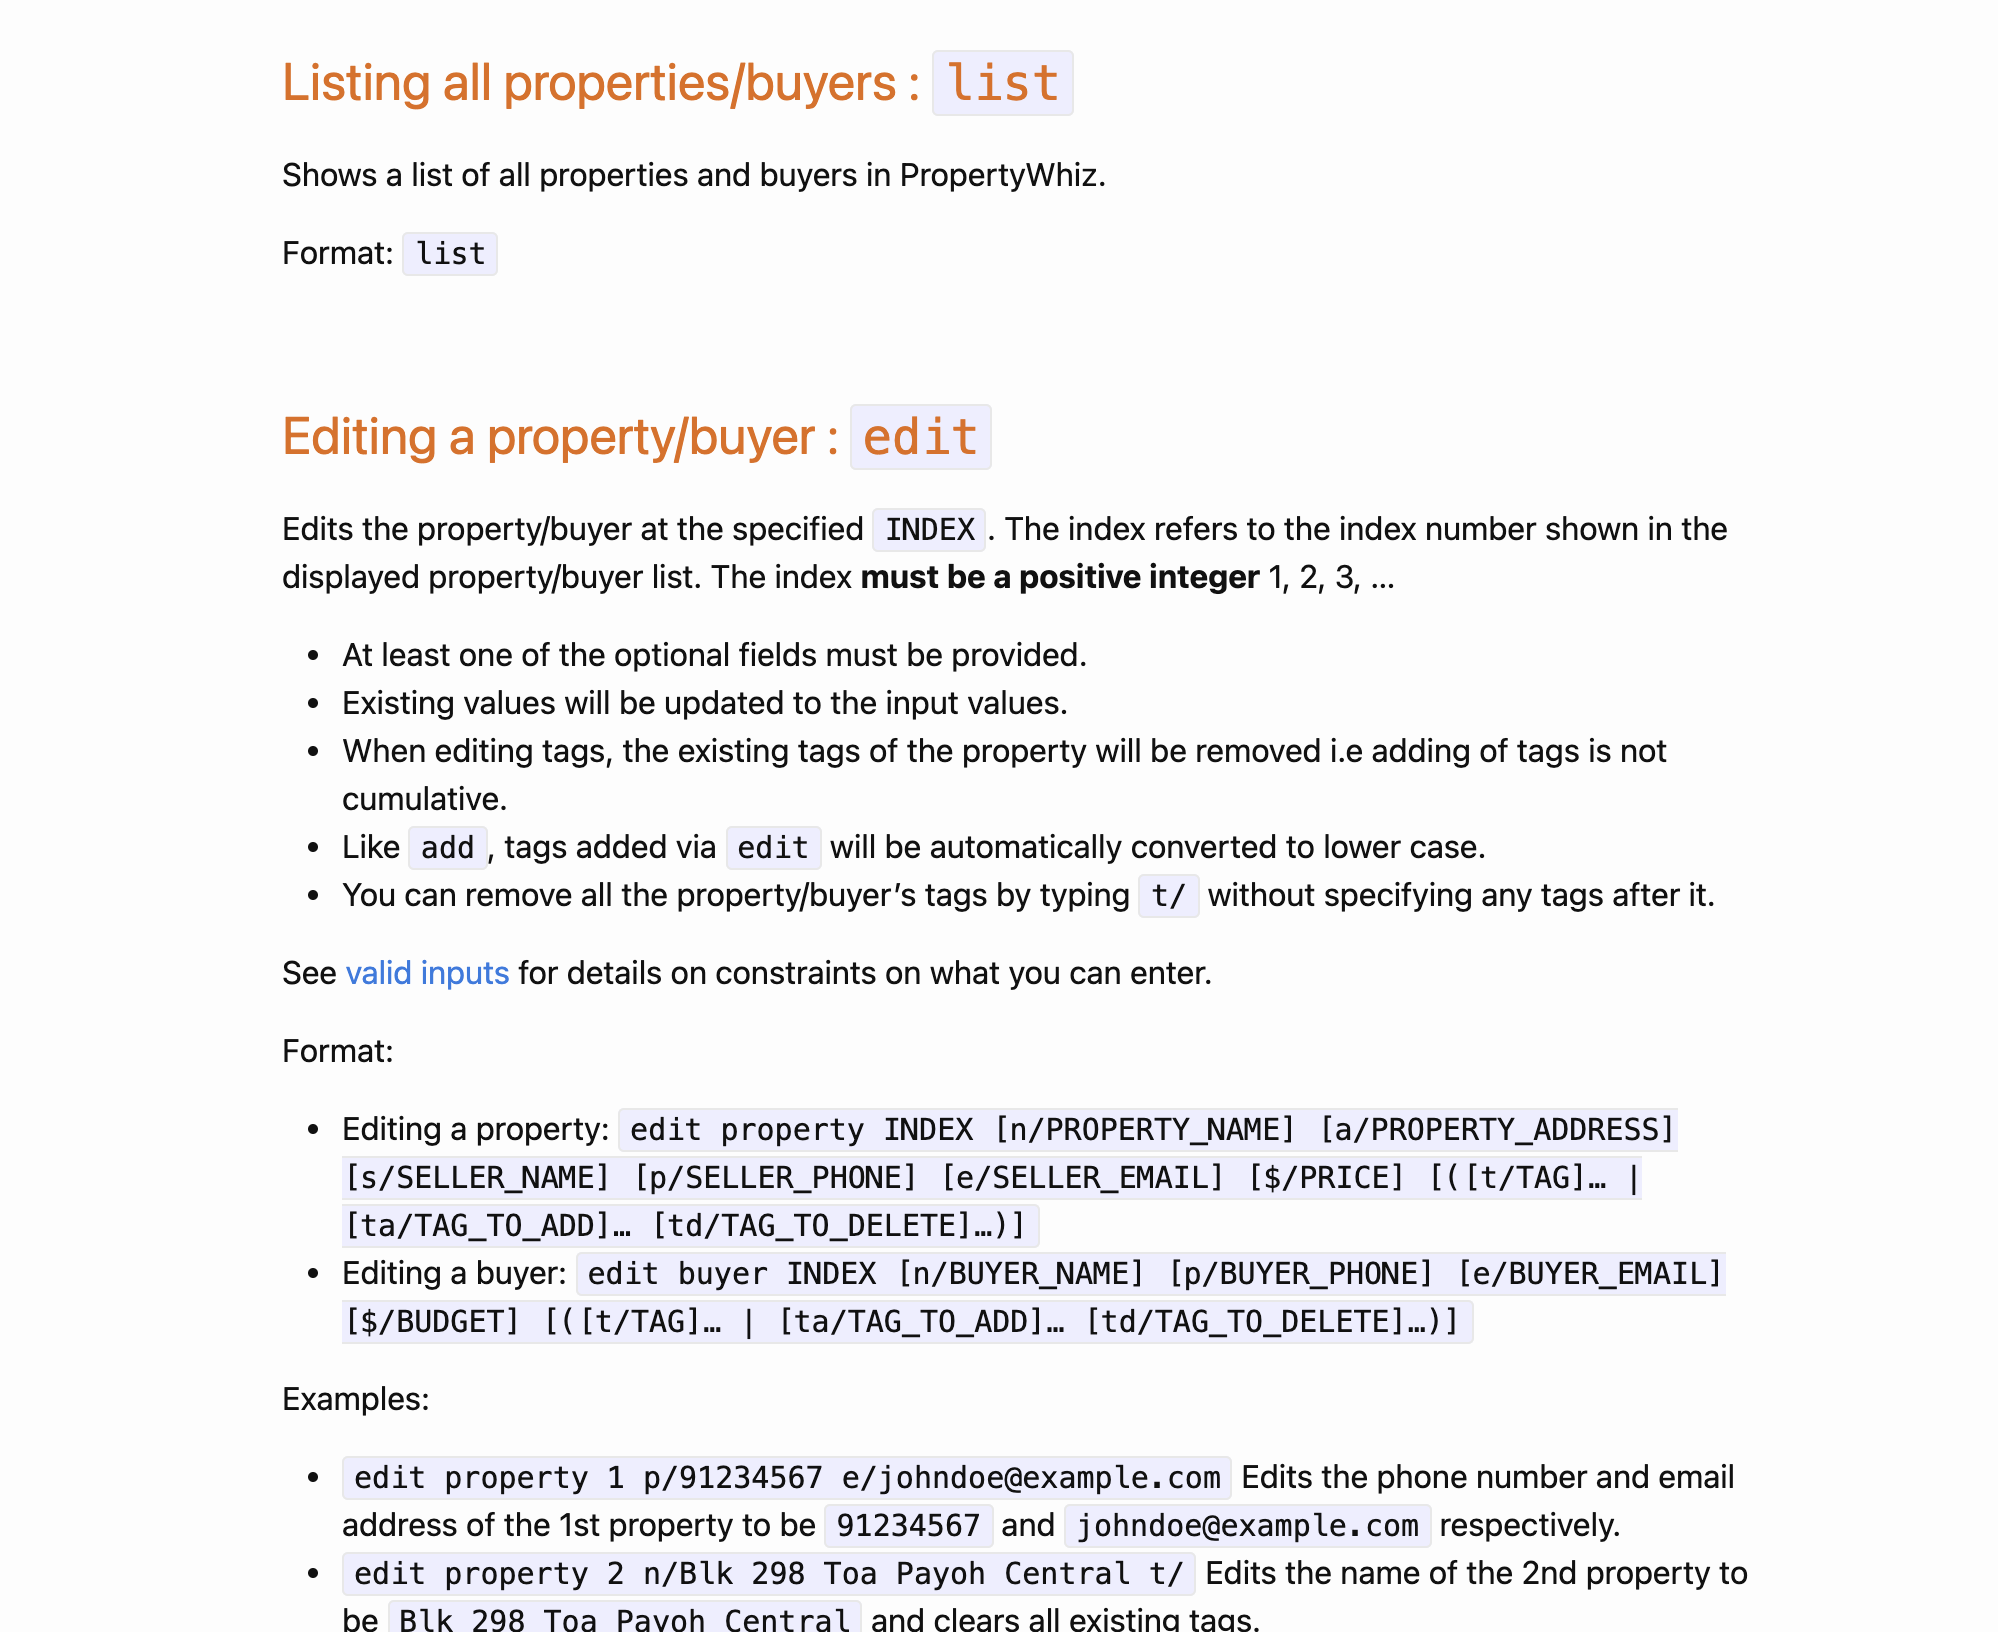 Listing all properties/buyers : list
Shows a list of all properties and buyers in PropertyWhiz.
Format: list
Editing a property/buyer : edit
Edits the property/buyer at the specified INDEX. The index refers to the index number shown in the
displayed property/buyer list. The index must be a positive integer 1, 2, 3, …
• At least one of the optional fields must be provided.
• Existing values will be updated to the input values.
• When editing tags, the existing tags of the property will be removed i.e adding of tags is not
cumulative.
• Like add, tags added via edit will be automatically converted to lower case.
• You can remove all the property/buyer’s tags by typing t/ without specifying any tags after it.
See valid inputs for details on constraints on what you can enter.
Format:
• Editing a property: edit property INDEX [n/PROPERTY_NAME] [a/PROPERTY_ADDRESS]
[s/SELLER_NAME] [p/SELLER_PHONE] [e/SELLER_EMAIL] [$/PRICE] [([t/TAG]… |
[ta/TAG_TO_ADD]… [td/TAG_TO_DELETE]…)]
• Editing a buyer: edit buyer INDEX [n/BUYER_NAME] [p/BUYER_PHONE] [e/BUYER_EMAIL]
[$/BUDGET] [([t/TAG]… | [ta/TAG_TO_ADD]… [td/TAG_TO_DELETE]…)]
Examples:
• edit property 1 p/91234567 e/johndoe@example.com Edits the phone number and email
address of the 1st property to be 91234567 and johndoe@example.com respectively.
• edit property 2 n/Blk 298 Toa Payoh Central t/ Edits the name of the 2nd property to
be Blk 298 Toa Payoh Central and clears all existing tags.